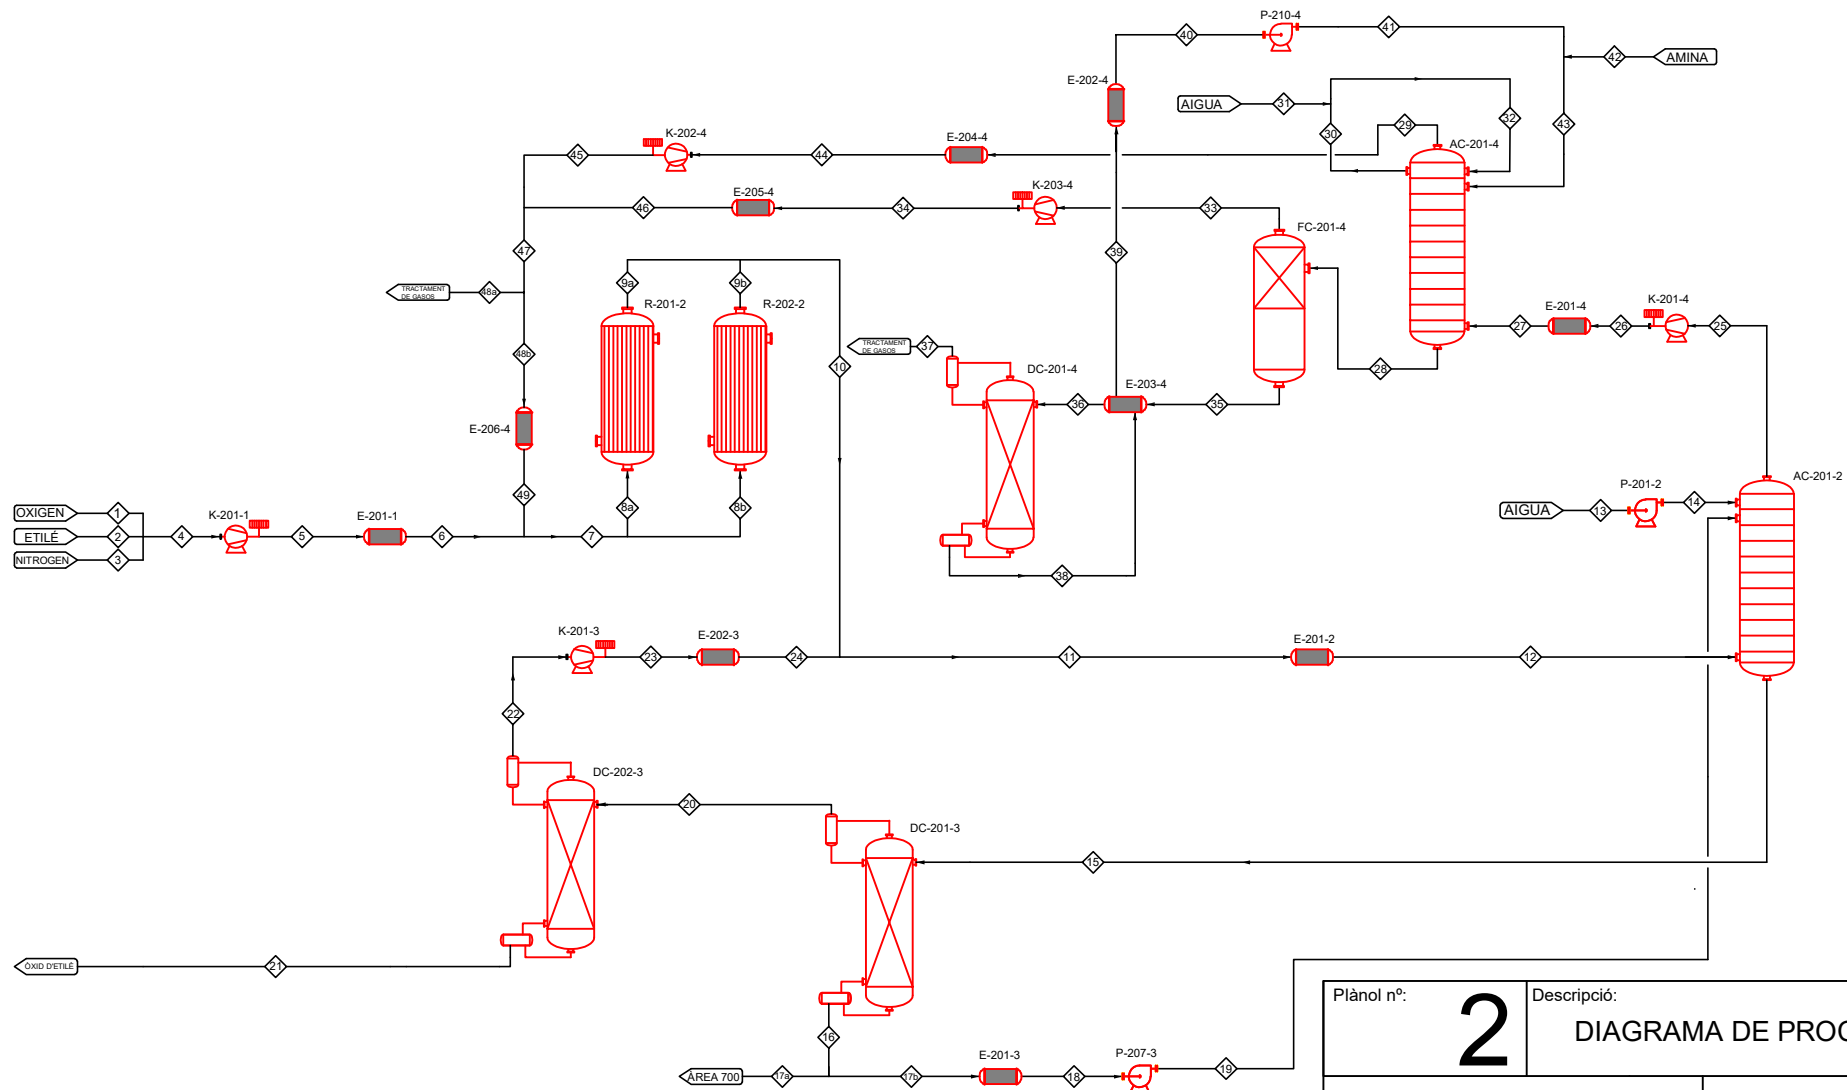 P-210-4
40
41
42
AMINA
E-202-4
AIGUA
31
32
43
30
29
K-202-4
E-204-4
AC-201-4
45
44
E-205-4
K-203-4
46
34
33
FC-201-4
47
39
TRACTAMENT
DE GASOS
48a
9a
9b
R-201-2
R-202-2
E-201-4
K-201-4
27
26
25
48b
10
TRACTAMENT
DE GASOS
37
DC-201-4
28
E-203-4
36
35
E-206-4
AC-201-2
P-201-2
49
8a
8b
14
AIGUA
13
OXIGEN
1
K-201-1
E-201-1
ETILÉ
2
4
5
6
7
NITROGEN
3
38
K-201-3
E-202-3
E-201-2
23
24
11
12
22
DC-202-3
20
DC-201-3
15
ÒXID D'ETILÉ
21
16
ÀREA 700
17a
17b
E-201-3
18
P-207-3
19
Plànol nº:
2
Descripció:
DIAGRAMA DE PROC